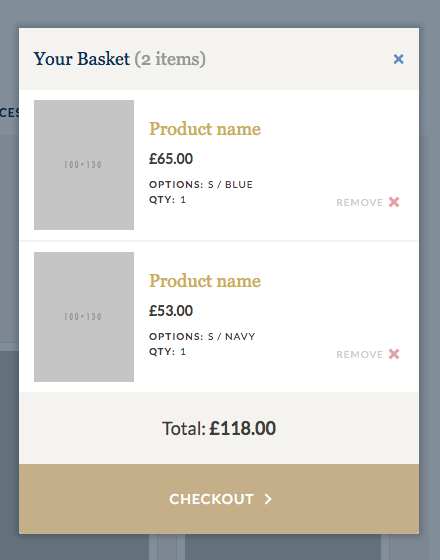 Your Basket (2 items)
CES
100×130
Product name
£65.00
OPTIONS: S / BLUE
QTY: 1
REMOVE
100×130
Product name
£53.00
OPTIONS: S / NAVY
QTY: 1
REMOVE
Total: £118.00
CHECKOUT